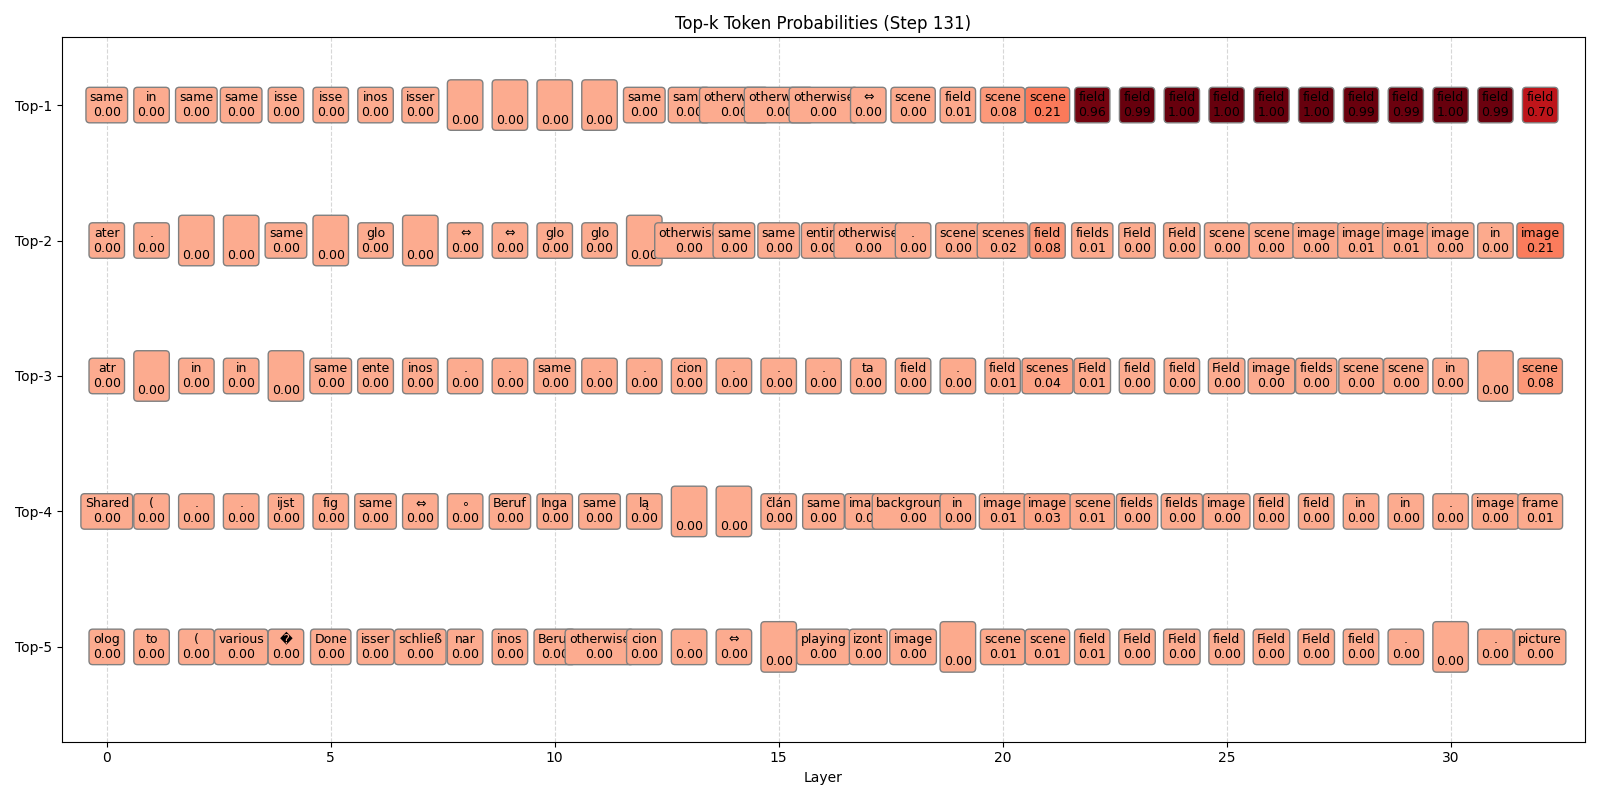 Top-k Token Probabilities (Step 131)
Top-1
same in same same isse isse inos isser same same otherwise ⇔ scene field scene scene field field field field field field field field field field field
0.00 0.00 0.00 0.00 0.00 0.00 0.00 0.00 0.00 0.00 0.00 0.00 0.00 0.00 0.00 0.00 0.00 0.00 0.00 0.01 0.08 0.21 0.96 0.99 1.00 1.00 1.00 1.00 0.99 0.99 1.00 0.99 0.70
Top-2
ater . same glo ⇔ ⇔ glo glo otherwise same same otherwise . scene scenes field fields Field Field scene scene image image image image in image
0.00 0.00 0.00 0.00 0.00 0.00 0.00 0.00 0.00 0.00 0.00 0.00 0.00 0.00 0.00 0.00 0.00 0.00 0.00 0.00 0.02 0.08 0.01 0.00 0.00 0.00 0.00 0.00 0.01 0.01 0.00 0.00 0.21
Top-3
atr in in same ente inos . . same . . cion . . . ta field . field scenes Field field field Field image fields scene scene in scene
0.00 0.00 0.00 0.00 0.00 0.00 0.00 0.00 0.00 0.00 0.00 0.00 0.00 0.00 0.00 0.00 0.00 0.00 0.00 0.00 0.01 0.04 0.01 0.00 0.00 0.00 0.00 0.00 0.00 0.00 0.00 0.00 0.08
Top-4
Shared ( . . ijst fig same ⇔ ∘ Beruf Inga same lą člán same background in image image scene fields fields image field field in in . image frame
0.00 0.00 0.00 0.00 0.00 0.00 0.00 0.00 0.00 0.00 0.00 0.00 0.00 0.00 0.00 0.00 0.00 0.00 0.00 0.00 0.01 0.03 0.01 0.00 0.00 0.00 0.00 0.00 0.00 0.00 0.00 0.00 0.01
Top-5
olog to ( various � Done isser schließ nar inos otherwise cion . ⇔ playing izont image scene scene field Field Field field Field Field field . . picture
0.00 0.00 0.00 0.00 0.00 0.00 0.00 0.00 0.00 0.00 0.00 0.00 0.00 0.00 0.00 0.00 0.00 0.00 0.00 0.00 0.01 0.01 0.01 0.00 0.00 0.00 0.00 0.00 0.00 0.00 0.00 0.00 0.00
0 5 10 15 20 25 30
Layer